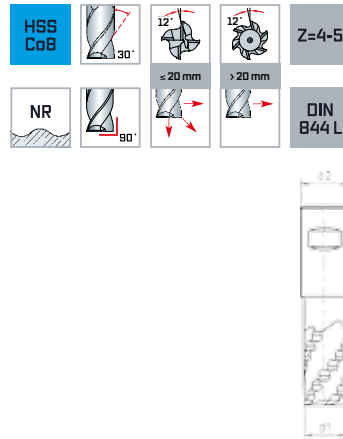 HSS
Co8
30°
12°
12°
Z=4-5
≤ 20 mm
> 20 mm
NR
90°
DIN
844 L
d2
d1